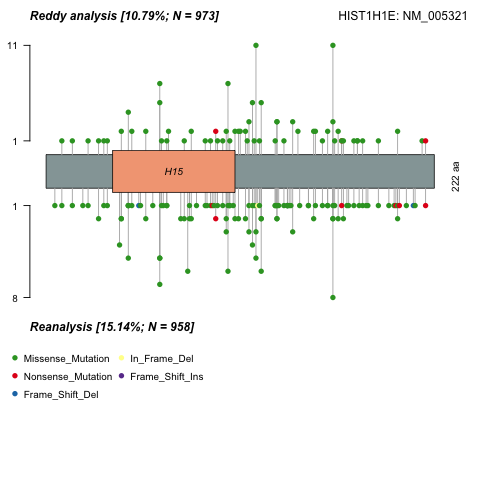 Reddy analysis [10.79%; N = 973]
HIST1H1E: NM_005321
11
1
H15
222 aa
1
8
Reanalysis [15.14%; N = 958]
Missense_Mutation
In_Frame_Del
Nonsense_Mutation
Frame_Shift_Ins
Frame_Shift_Del